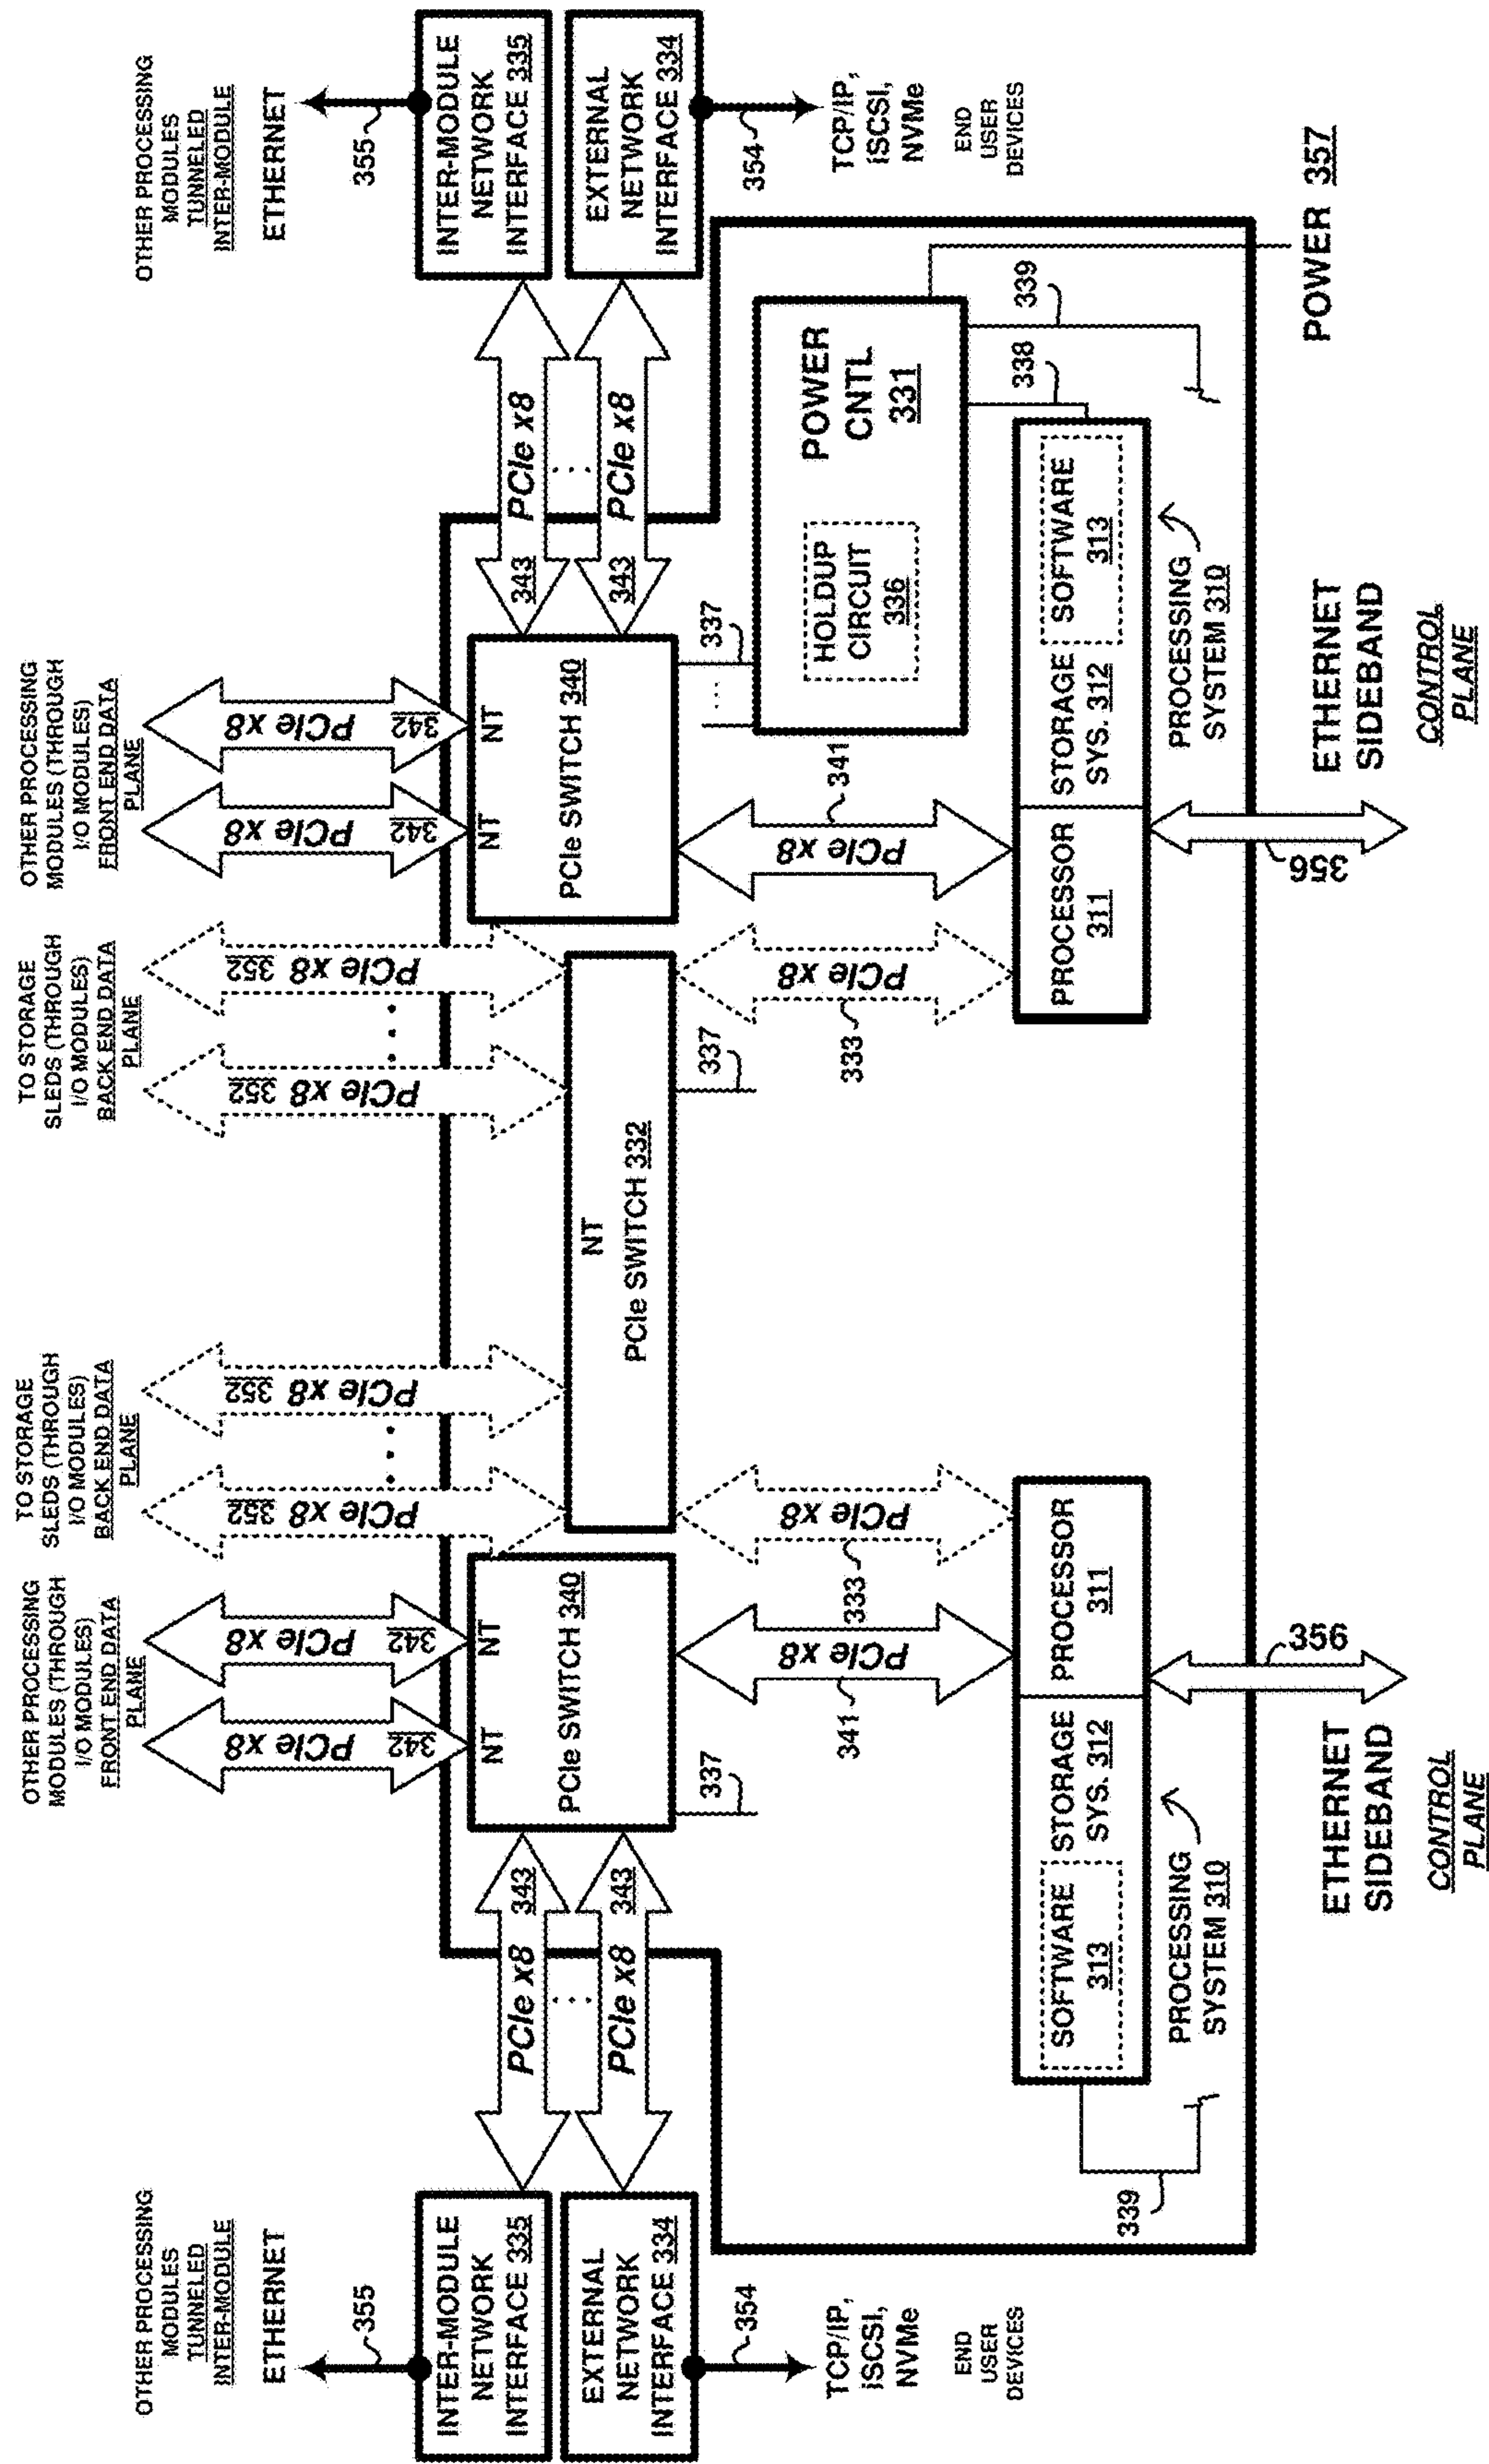 OTHER PROCESSING
MODULES
TUNNELED
INTER-MODULE
ETHERNET
355
OTHER PROCESSING
MODULES (THROUGH
I/O MODULES)
FRONT END DATA
PLANE
TO STORAGE
SLEDS (THROUGH
I/O MODULES)
BACK END DATA
PLANE
TO STORAGE
SLEDS (THROUGH
I/O MODULES)
BACK END DATA
PLANE
OTHER PROCESSING
MODULES (THROUGH
I/O MODULES)
FRONT END DATA
PLANE
OTHER PROCESSING
MODULES
TUNNELED
INTER-MODULE
ETHERNET
355
PCIe x8 342
PCIe x8 342
PCIe x8 352
PCIe x8 352
PCIe x8 352
PCIe x8 352
PCIe x8 342
PCIe x8 342
INTER-MODULE
NETWORK
INTERFACE 335
PCIe x8 343
NT
NT
PCIe SWITCH 340
NT
NT
PCIe SWITCH 340
343 PCIe x8
INTER-MODULE
NETWORK
INTERFACE 335
EXTERNAL
NETWORK
INTERFACE 334
PCIe x8 343
NT
PCIe SWITCH 332
343 PCIe x8
EXTERNAL
NETWORK
INTERFACE 334
354
TCP/IP,
iSCSI,
NVMe
END
USER
DEVICES
337
341
PCIe x8
333
PCIe x8
337
333
PCIe x8
341
PCIe x8
337
HOLDUP
CIRCUIT
336
POWER
CNTL
331
354
TCP/IP,
iSCSI,
NVMe
END
USER
DEVICES
339
SOFTWARE
313
STORAGE
SYS. 312
PROCESSOR
311
PROCESSING
SYSTEM 310
PROCESSOR
311
STORAGE
SYS. 312
SOFTWARE
313
PROCESSING
SYSTEM 310
338
339
356
ETHERNET
SIDEBAND
CONTROL
PLANE
356
ETHERNET
SIDEBAND
CONTROL
PLANE
POWER 357